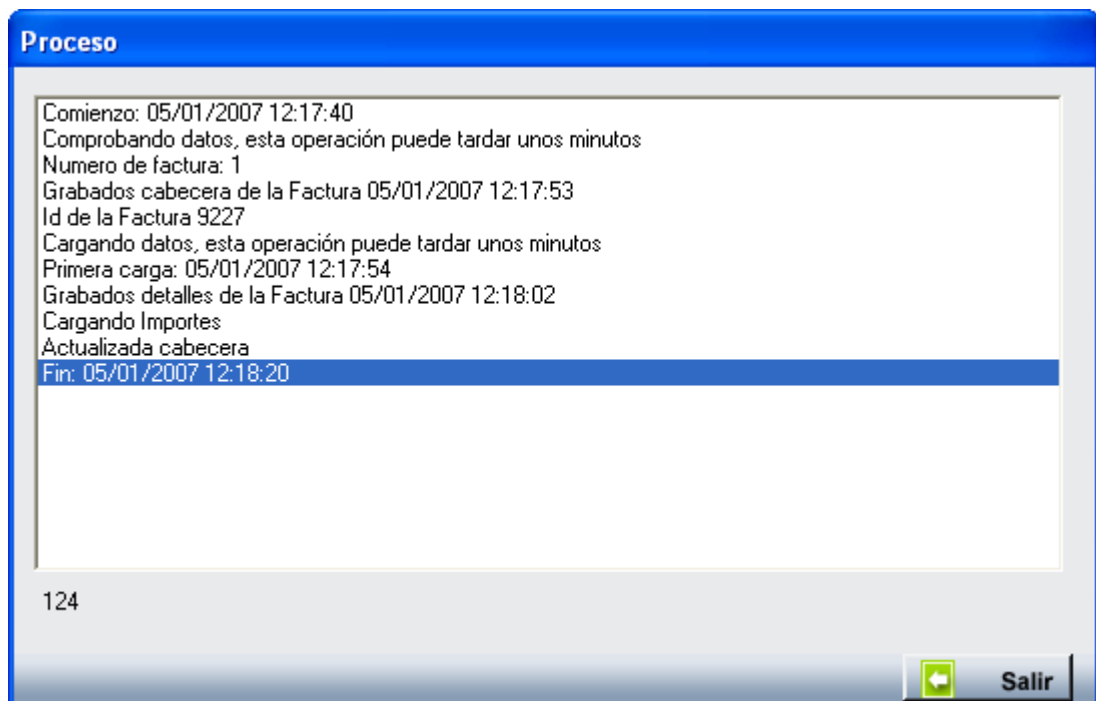 Proceso
Comienzo: 05/01/2007 12:17:40
Comprobando datos, esta operación puede tardar unos minutos
Numero de factura: 1
Grabados cabecera de la Factura 05/01/2007 12:17:53
Id de la Factura 9227
Cargando datos, esta operación puede tardar unos minutos
Primera carga: 05/01/2007 12:17:54
Grabados detalles de la Factura 05/01/2007 12:18:02
Cargando Importes
Actualizada cabecera
Fin: 05/01/2007 12:18:20
124
Salir